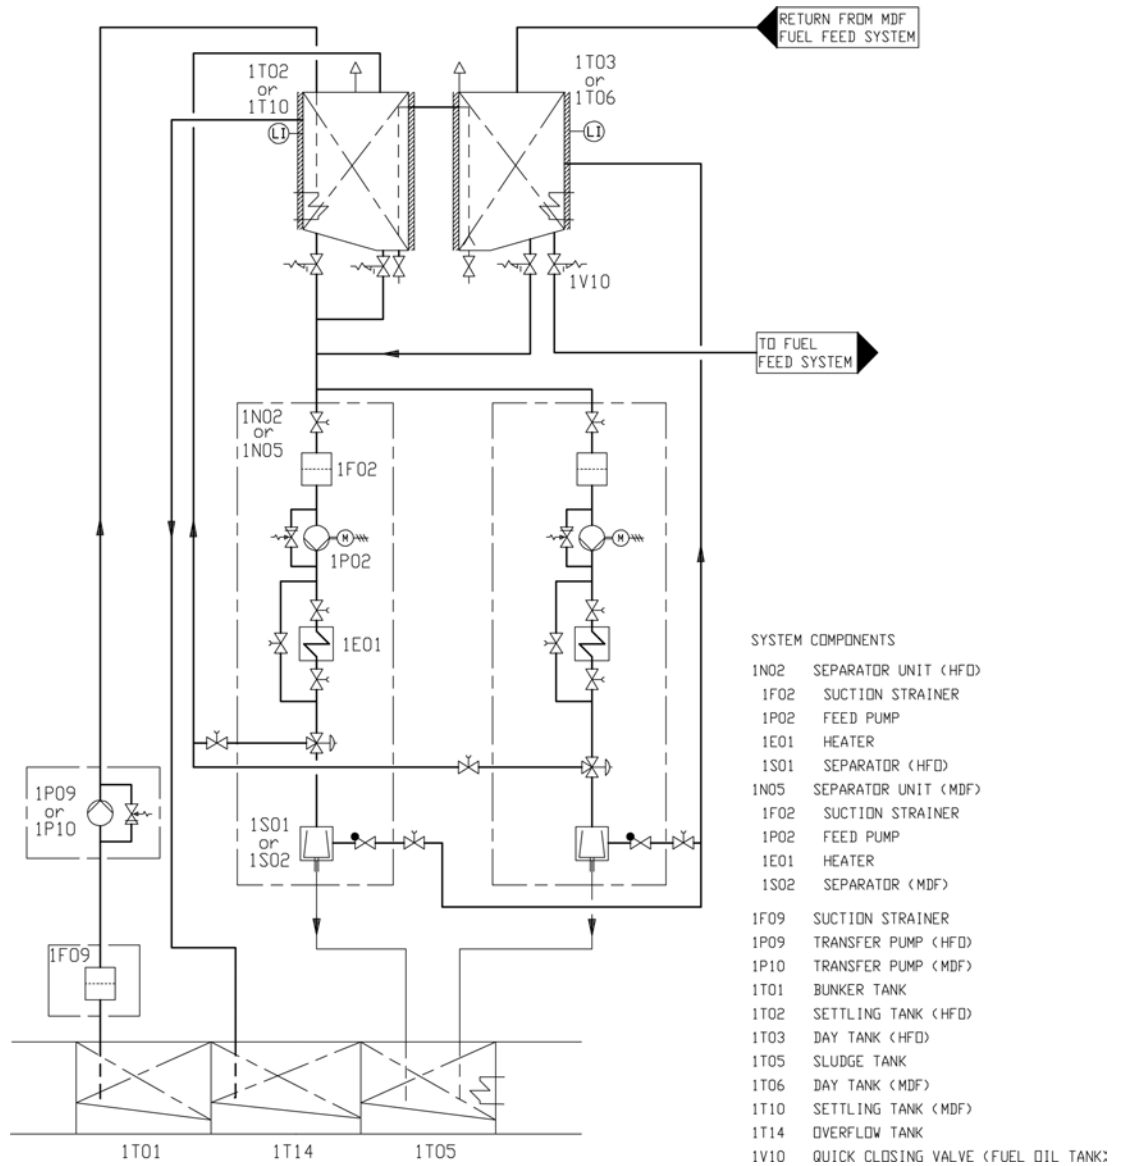 RETURN FROM MDF
FUEL FEED SYSTEM
1T02
or
1T10
1T03
or
1T06
LI
LI
1V10
TO FUEL
FEED SYSTEM
1N02
or
1N05
1F02
M
M
1P02
1E01
1P09
or
1P10
1S01
or
1S02
1F09
1T01
1T14
1T05
SYSTEM COMPONENTS
1N02 SEPARATOR UNIT (HFO)
1F02 SUCTION STRAINER
1P02 FEED PUMP
1E01 HEATER
1S01 SEPARATOR (HFO)
1N05 SEPARATOR UNIT (MDF)
1F02 SUCTION STRAINER
1P02 FEED PUMP
1E01 HEATER
1S02 SEPARATOR (MDF)
1F09 SUCTION STRAINER
1P09 TRANSFER PUMP (HFO)
1P10 TRANSFER PUMP (MDF)
1T01 BUNKER TANK
1T02 SETTLING TANK (HFO)
1T03 DAY TANK (HFO)
1T05 SLUDGE TANK
1T06 DAY TANK (MDF)
1T10 SETTLING TANK (MDF)
1T14 OVERFLOW TANK
1V10 QUICK CLOSING VALVE (FUEL OIL TANK)